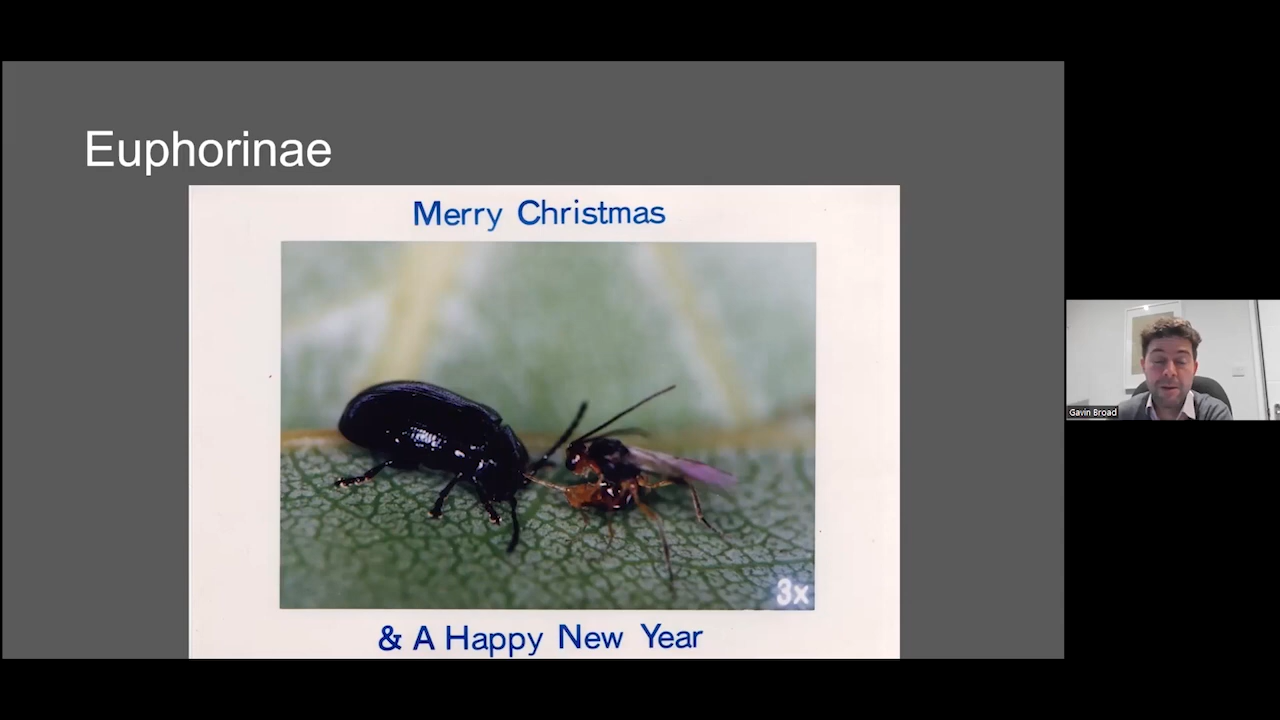 Euphorinae
Merry Christmas
3x
& A Happy New Year
Gavin Broad